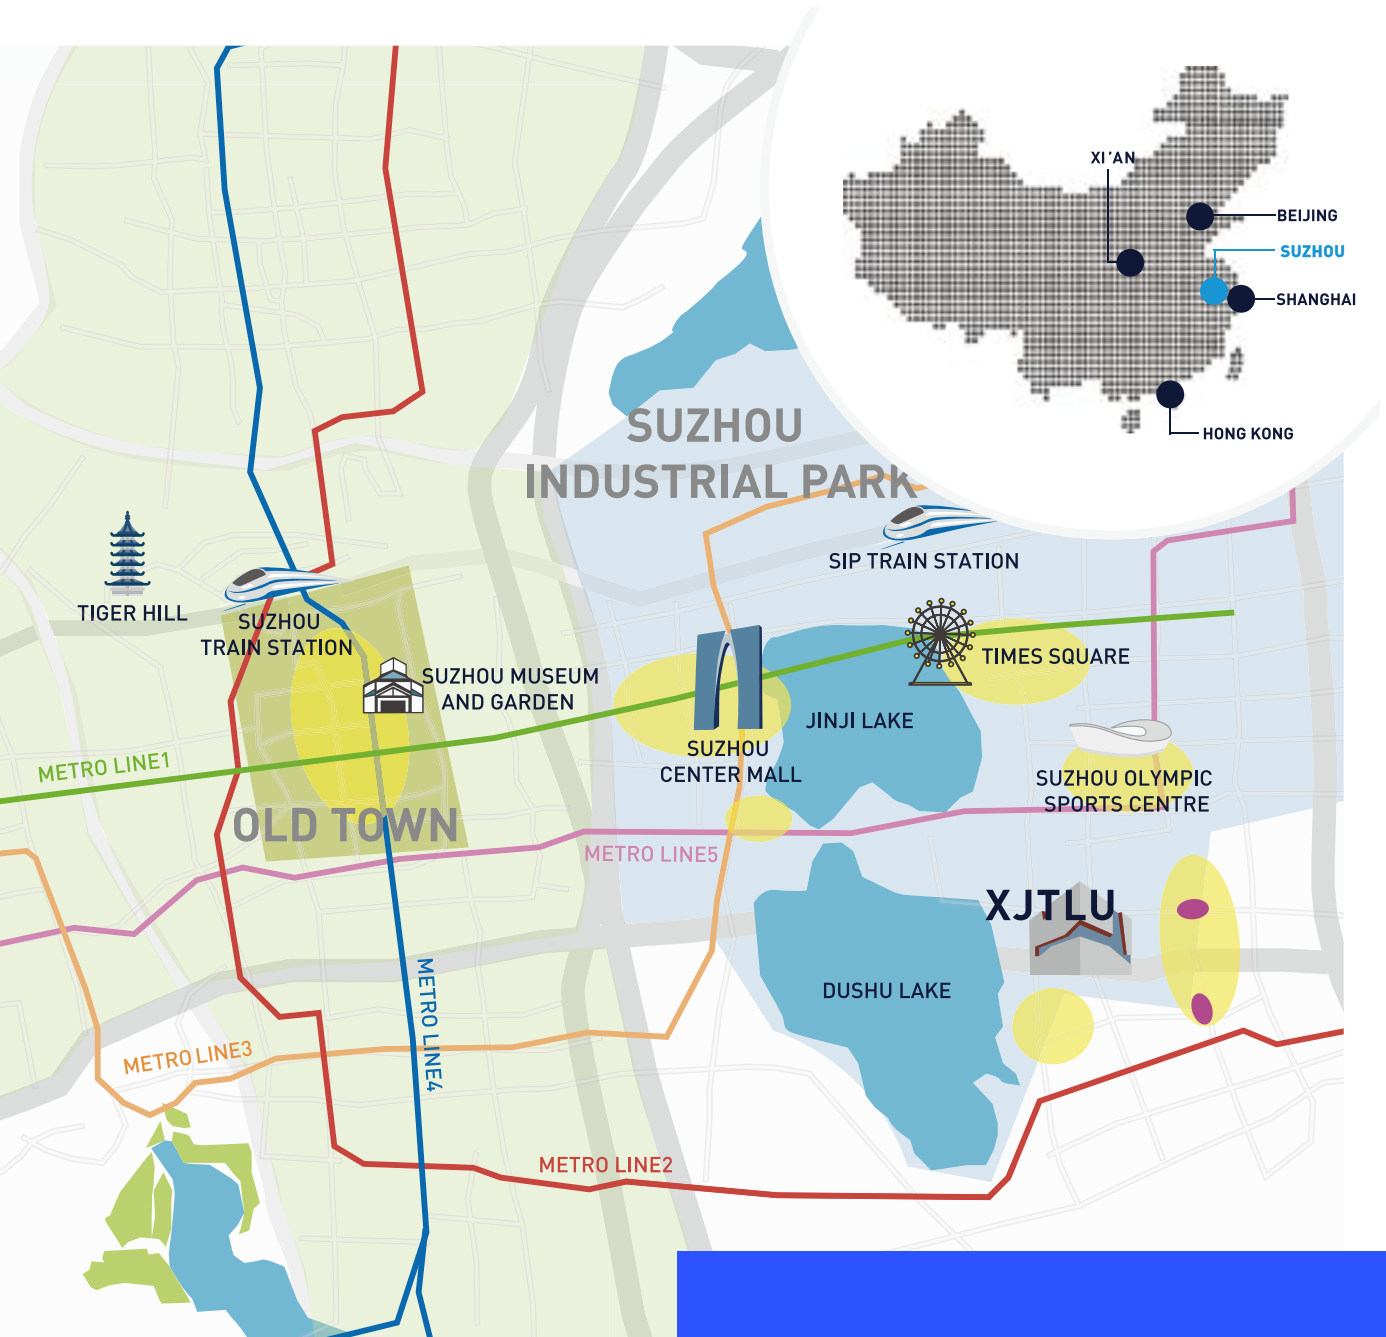 XI'AN
BEIJING
SUZHOU
SHANGHAI
HONG KONG
SUZHOU
INDUSTRIAL PARK
SIP TRAIN STATION
TIGER HILL
SUZHOU
TRAIN STATION
SUZHOU MUSEUM
AND GARDEN
TIMES SQUARE
JINJI LAKE
SUZHOU
CENTER MALL
METRO LINE1
SUZHOU OLYMPIC
SPORTS CENTRE
OLD TOWN
METRO LINE5
XJTLU
DUSHU LAKE
METRO LINE4
METRO LINE3
METRO LINE2